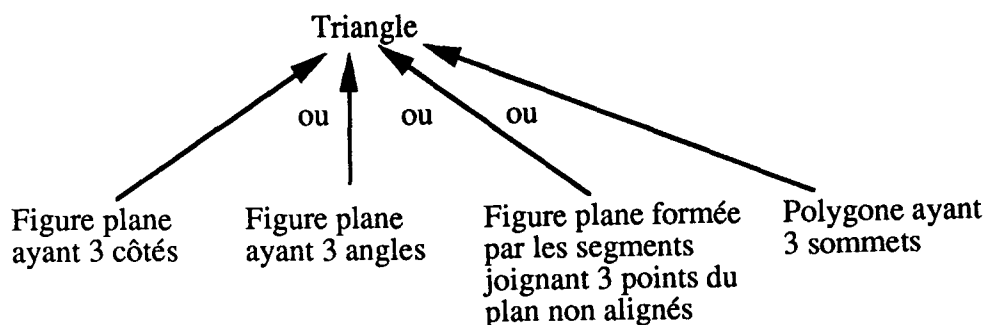 Triangle
ou ou ou
Figure plane
ayant 3 côtés
Figure plane
ayant 3 angles
Figure plane formée
par les segments
joignant 3 points du
plan non alignés
Polygone ayant
3 sommets